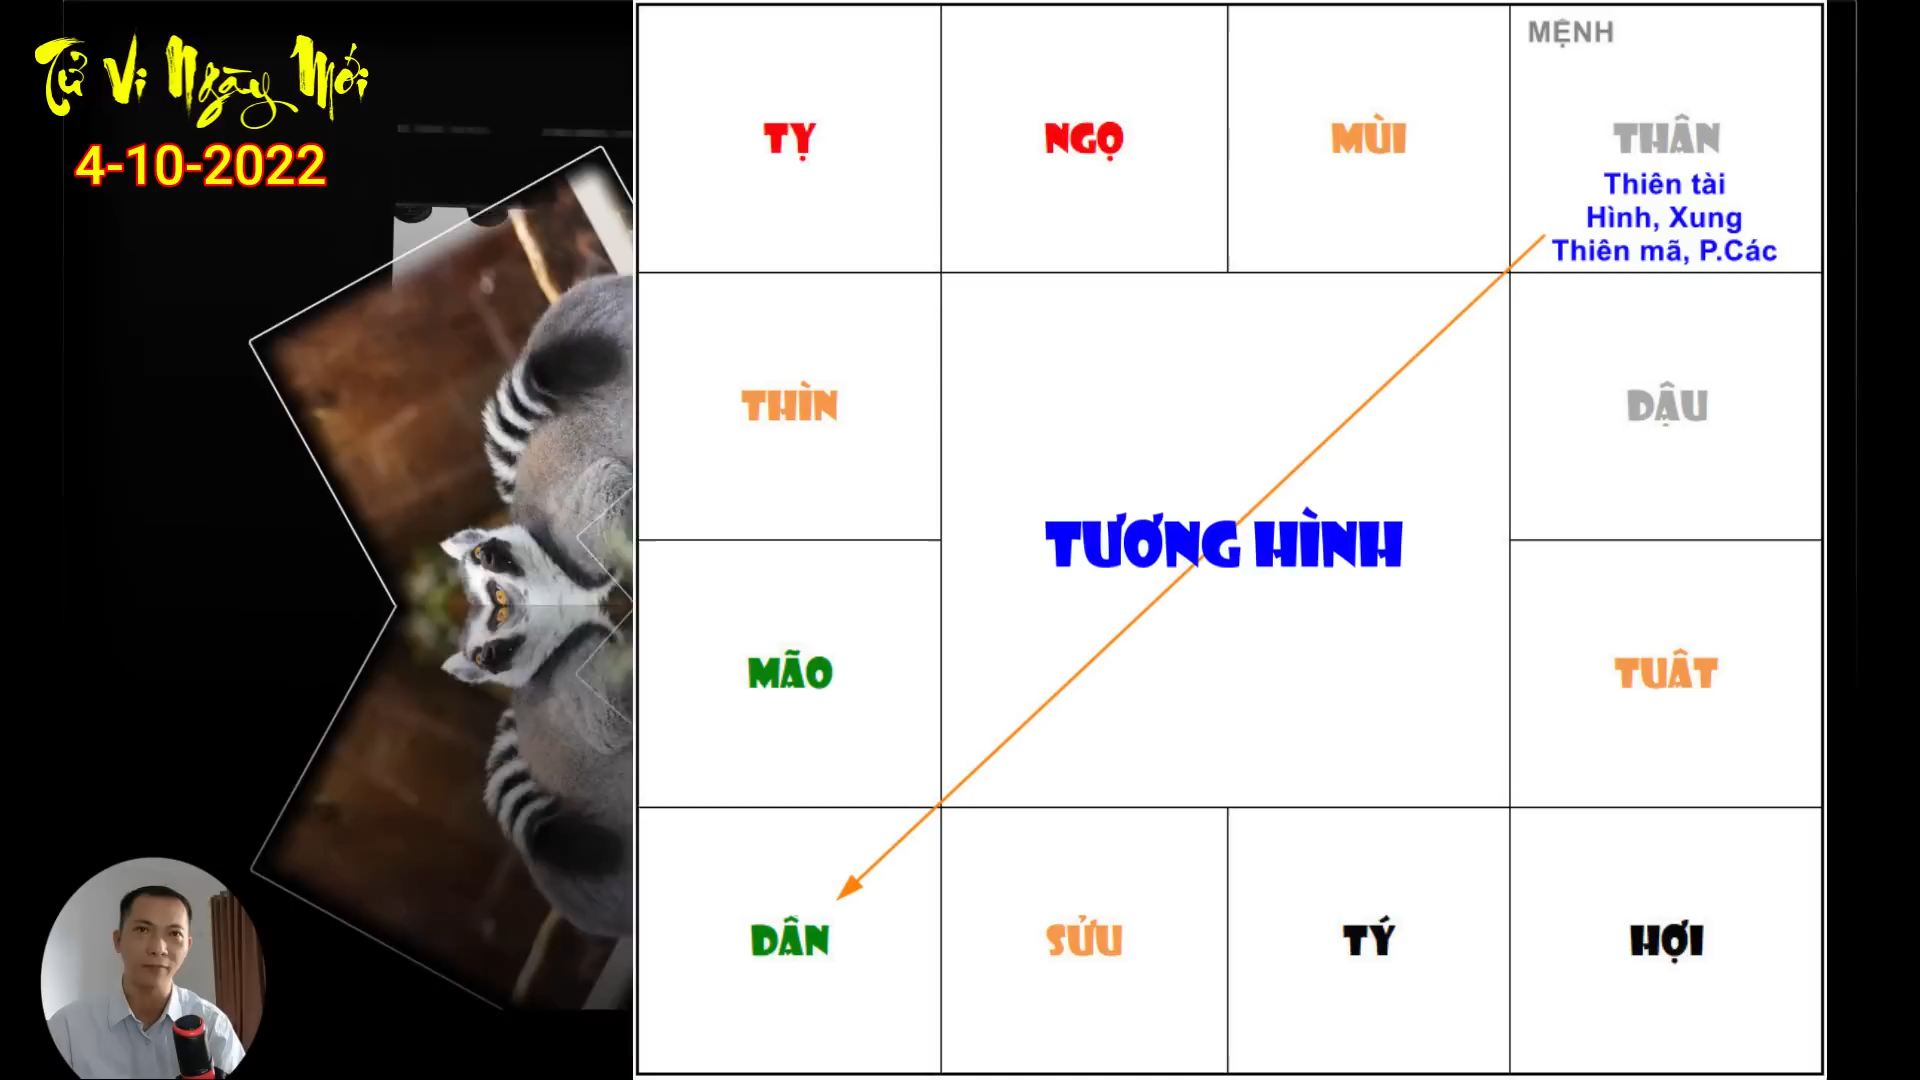 Tử Vi Ngày Mới
4-10-2022
MỆNH
TỴ
NGỌ
MÙI
THÂN
Thiên tài
Hình, Xung
Thiên mã, P.Các
THÌN
DẬU
TƯƠNG HÌNH
MÃO
TUẤT
DẦN
SỬU
TÝ
HỢI